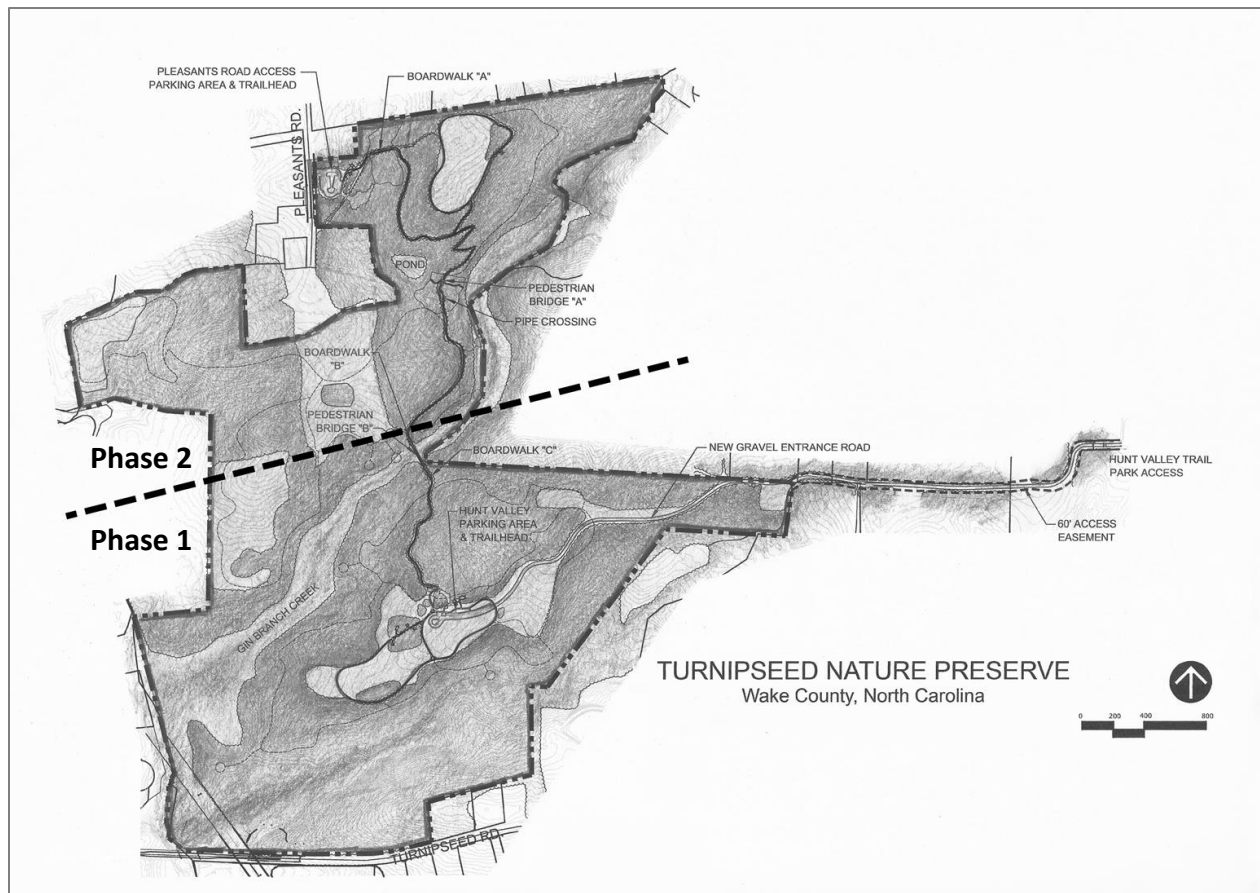 PLEASANTS ROAD ACCESS
PARKING AREA & TRAILHEAD
BOARDWALK "A"
PLEASANTS RD.
POND
PEDESTRIAN
BRIDGE "A"
PIPE CROSSING
BOARDWALK
"B"
PEDESTRIAN
BRIDGE "B"
Phase 2
Phase 1
BOARDWALK "C"
NEW GRAVEL ENTRANCE ROAD
HUNT VALLEY TRAIL
PARK ACCESS
HUNT VALLEY
PARKING AREA
& TRAILHEAD
60' ACCESS
EASEMENT
GIN BRANCH CREEK
TURNIPSEED NATURE PRESERVE
Wake County, North Carolina
0 200 400 800
TURNIPSEED RD.